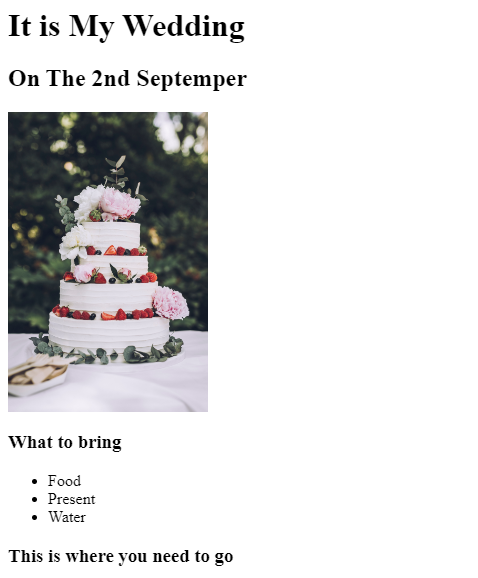 It is My Wedding
On The 2nd Septemper
What to bring
Food
Present
Water
This is where you need to go